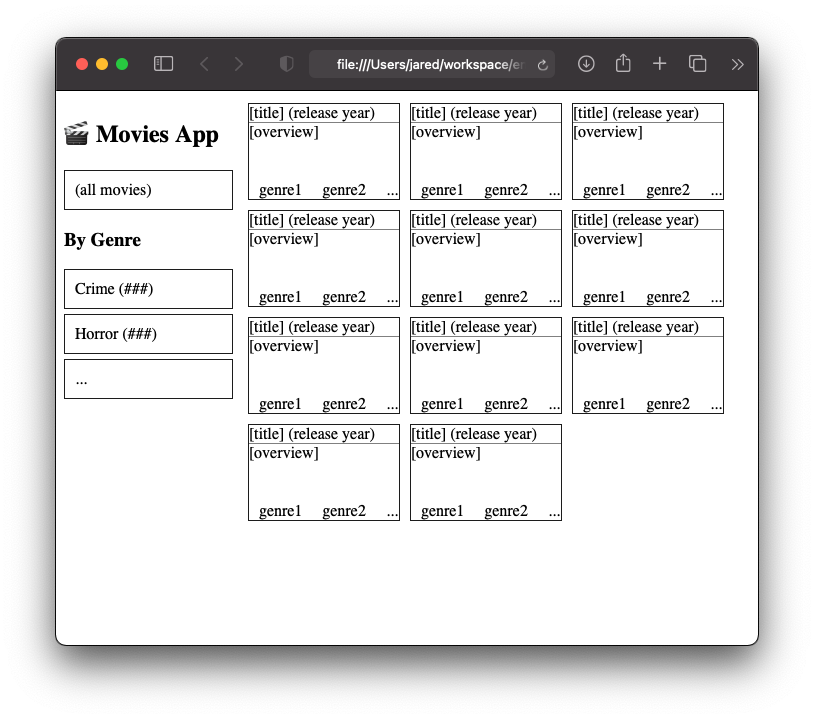 file:///Users/jared/workspace/er
🎬 Movies App
(all movies)
By Genre
Crime (###)
Horror (###)
...
[title] (release year)
[overview]
genre1 genre2 ...
[title] (release year)
[overview]
genre1 genre2 ...
[title] (release year)
[overview]
genre1 genre2 ...
[title] (release year)
[overview]
genre1 genre2 ...
[title] (release year)
[overview]
genre1 genre2 ...
[title] (release year)
[overview]
genre1 genre2 ...
[title] (release year)
[overview]
genre1 genre2 ...
[title] (release year)
[overview]
genre1 genre2 ...
[title] (release year)
[overview]
genre1 genre2 ...
[title] (release year)
[overview]
genre1 genre2 ...
[title] (release year)
[overview]
genre1 genre2 ...